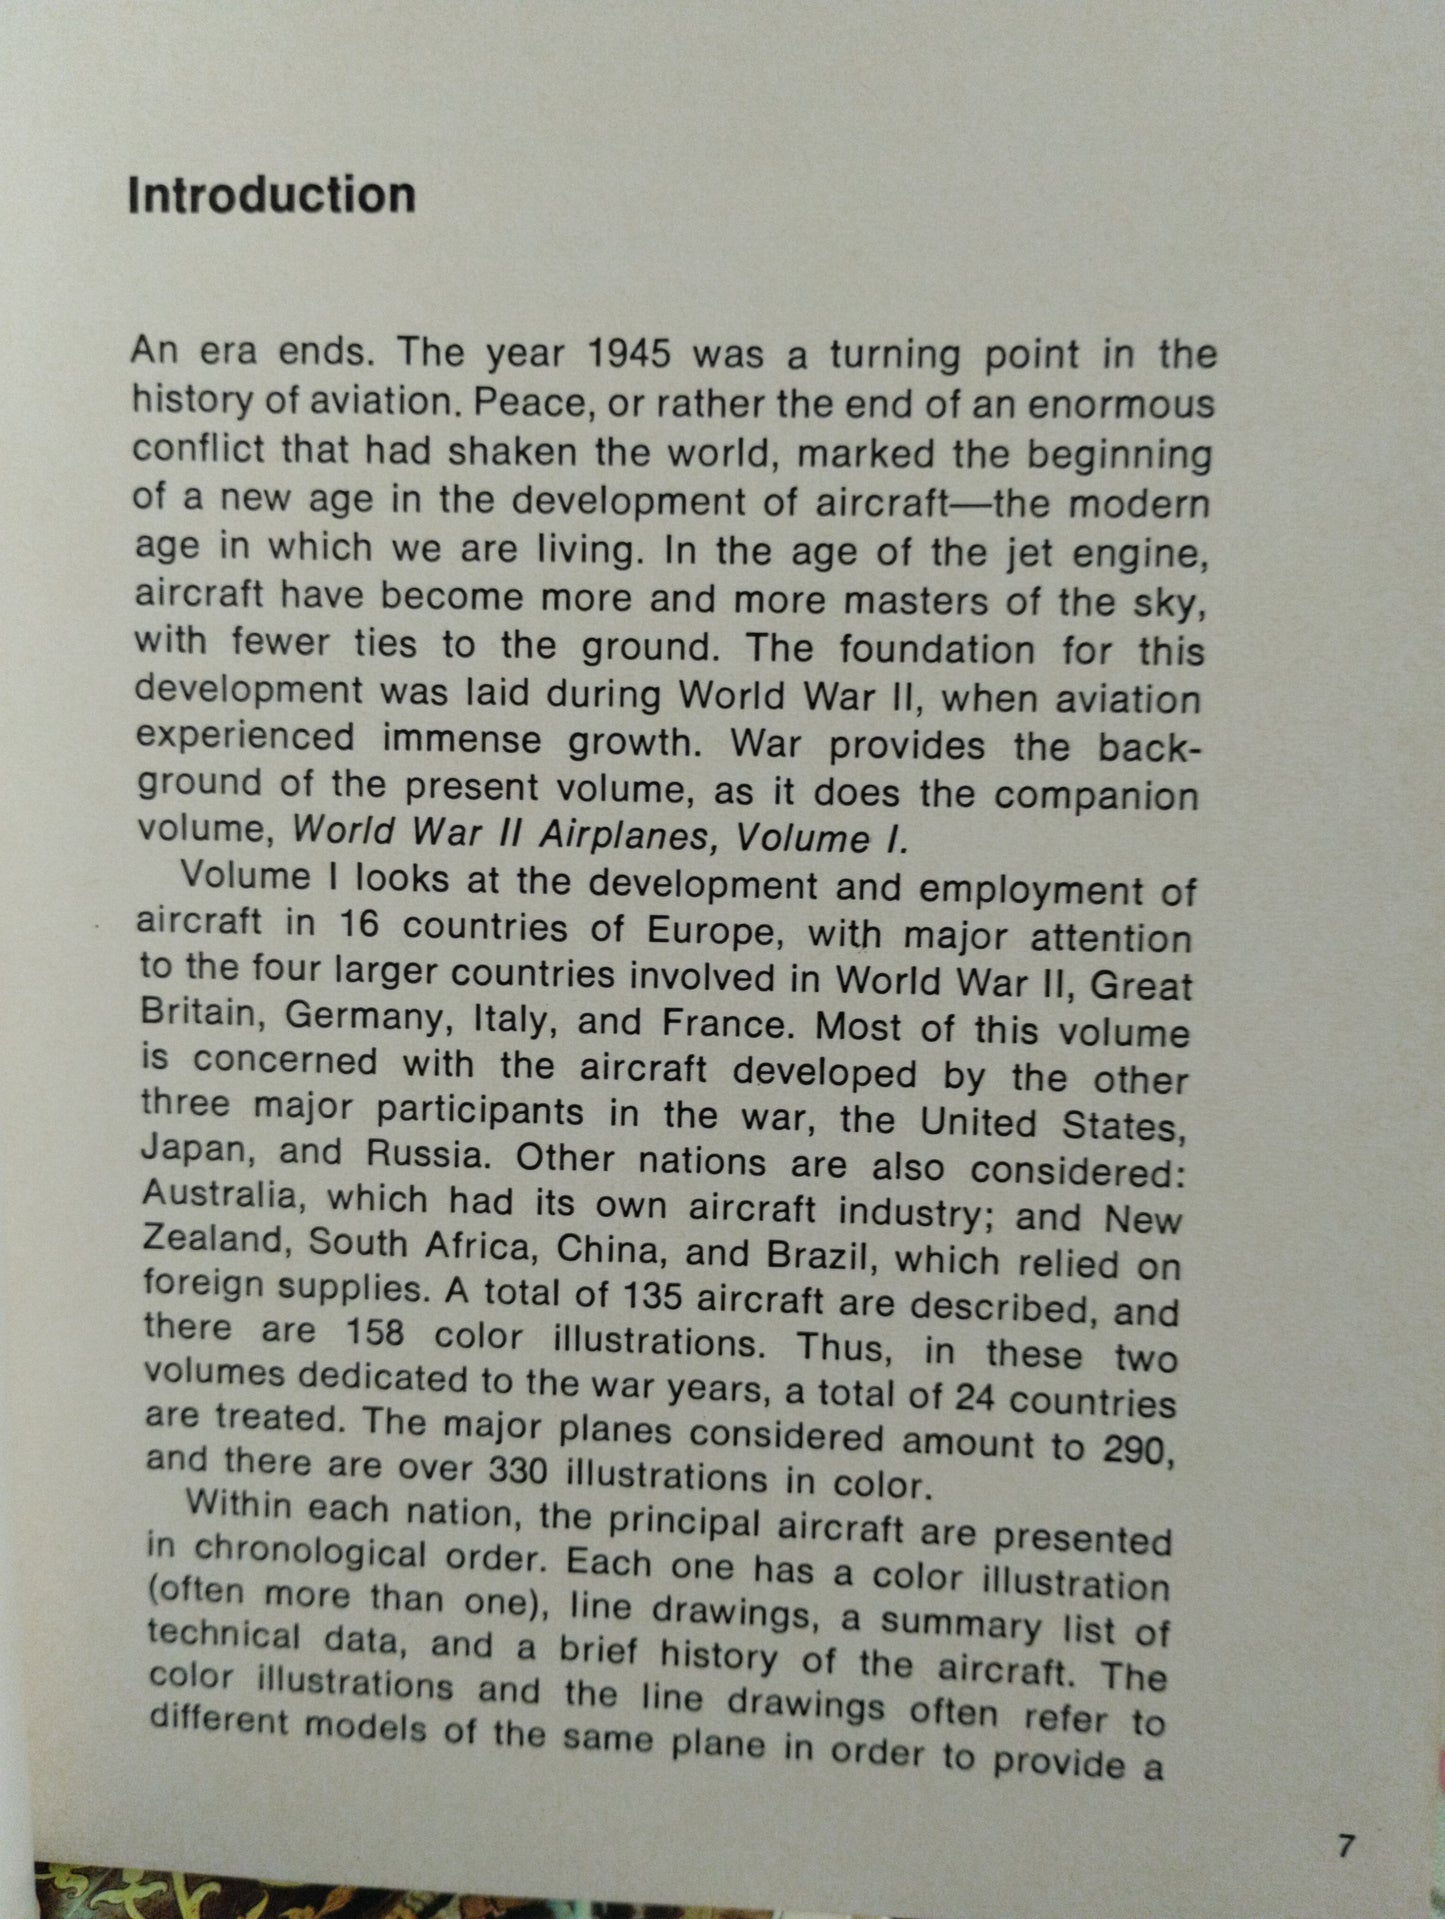 Introduction
An era ends. The year 1945 was a turning point in the
history of aviation. Peace, or rather the end of an enormous
conflict that had shaken the world, marked the beginning
of a new age in the development of aircraft—the modern
age in which we are living. In the age of the jet engine,
aircraft have become more and more masters of the sky,
with fewer ties to the ground. The foundation for this
development was laid during World War II, when aviation
experienced immense growth. War provides the back-
ground of the present volume, as it does the companion
volume, World War II Airplanes, Volume I.
Volume I looks at the development and employment of
aircraft in 16 countries of Europe, with major attention
to the four larger countries involved in World War II, Great
Britain, Germany, Italy, and France. Most of this volume
is concerned with the aircraft developed by the other
three major participants in the war, the United States,
Japan, and Russia. Other nations are also considered:
Australia, which had its own aircraft industry; and New
Zealand, South Africa, China, and Brazil, which relied on
foreign supplies. A total of 135 aircraft are described, and
there are 158 color illustrations. Thus, in these two
volumes dedicated to the war years, a total of 24 countries
are treated. The major planes considered amount to 290,
and there are over 330 illustrations in color.
Within each nation, the principal aircraft are presented
in chronological order. Each one has a color illustration
(often more than one), line drawings, a summary list of
technical data, and a brief history of the aircraft. The
color illustrations and the line drawings often refer to
different models of the same plane in order to provide a
7